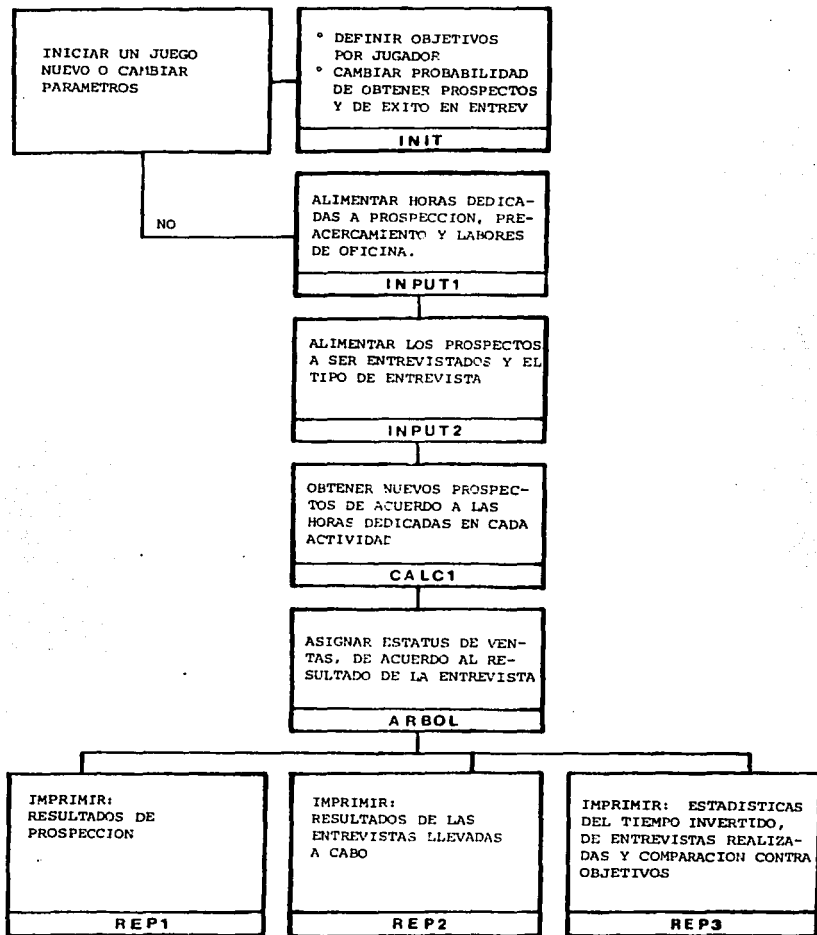 INICIAR UN JUEGO
NUEVO O CAMBIAR
PARAMETROS
° DEFINIR OBJETIVOS
POR JUGADOR
° CAMBIAR PROBABILIDAD
DE OBTENER PROSPECTOS
Y DE EXITO EN ENTREV
INIT
NO
ALIMENTAR HORAS DEDICA-
DAS A PROSPECCION, PRE-
ACERCAMIENTO Y LABORES
DE OFICINA.
INPUT1
ALIMENTAR LOS PROSPECTOS
A SER ENTREVISTADOS Y EL
TIPO DE ENTREVISTA
INPUT2
OBTENER NUEVOS PROSPEC-
TOS DE ACUERDO A LAS
HORAS DEDICADAS EN CADA
ACTIVIDAD
CALC1
ASIGNAR ESTATUS DE VEN-
TAS, DE ACUERDO AL RE-
SULTADO DE LA ENTREVISTA
ARBOL
IMPRIMIR:
RESULTADOS DE
PROSPECCION
REP1
IMPRIMIR:
RESULTADOS DE LAS
ENTREVISTAS LLEVADAS
A CABO
REP2
IMPRIMIR: ESTADISTICAS
DEL TIEMPO INVERTIDO,
DE ENTREVISTAS REALIZA-
DAS Y COMPARACION CONTRA
OBJETIVOS
REP3